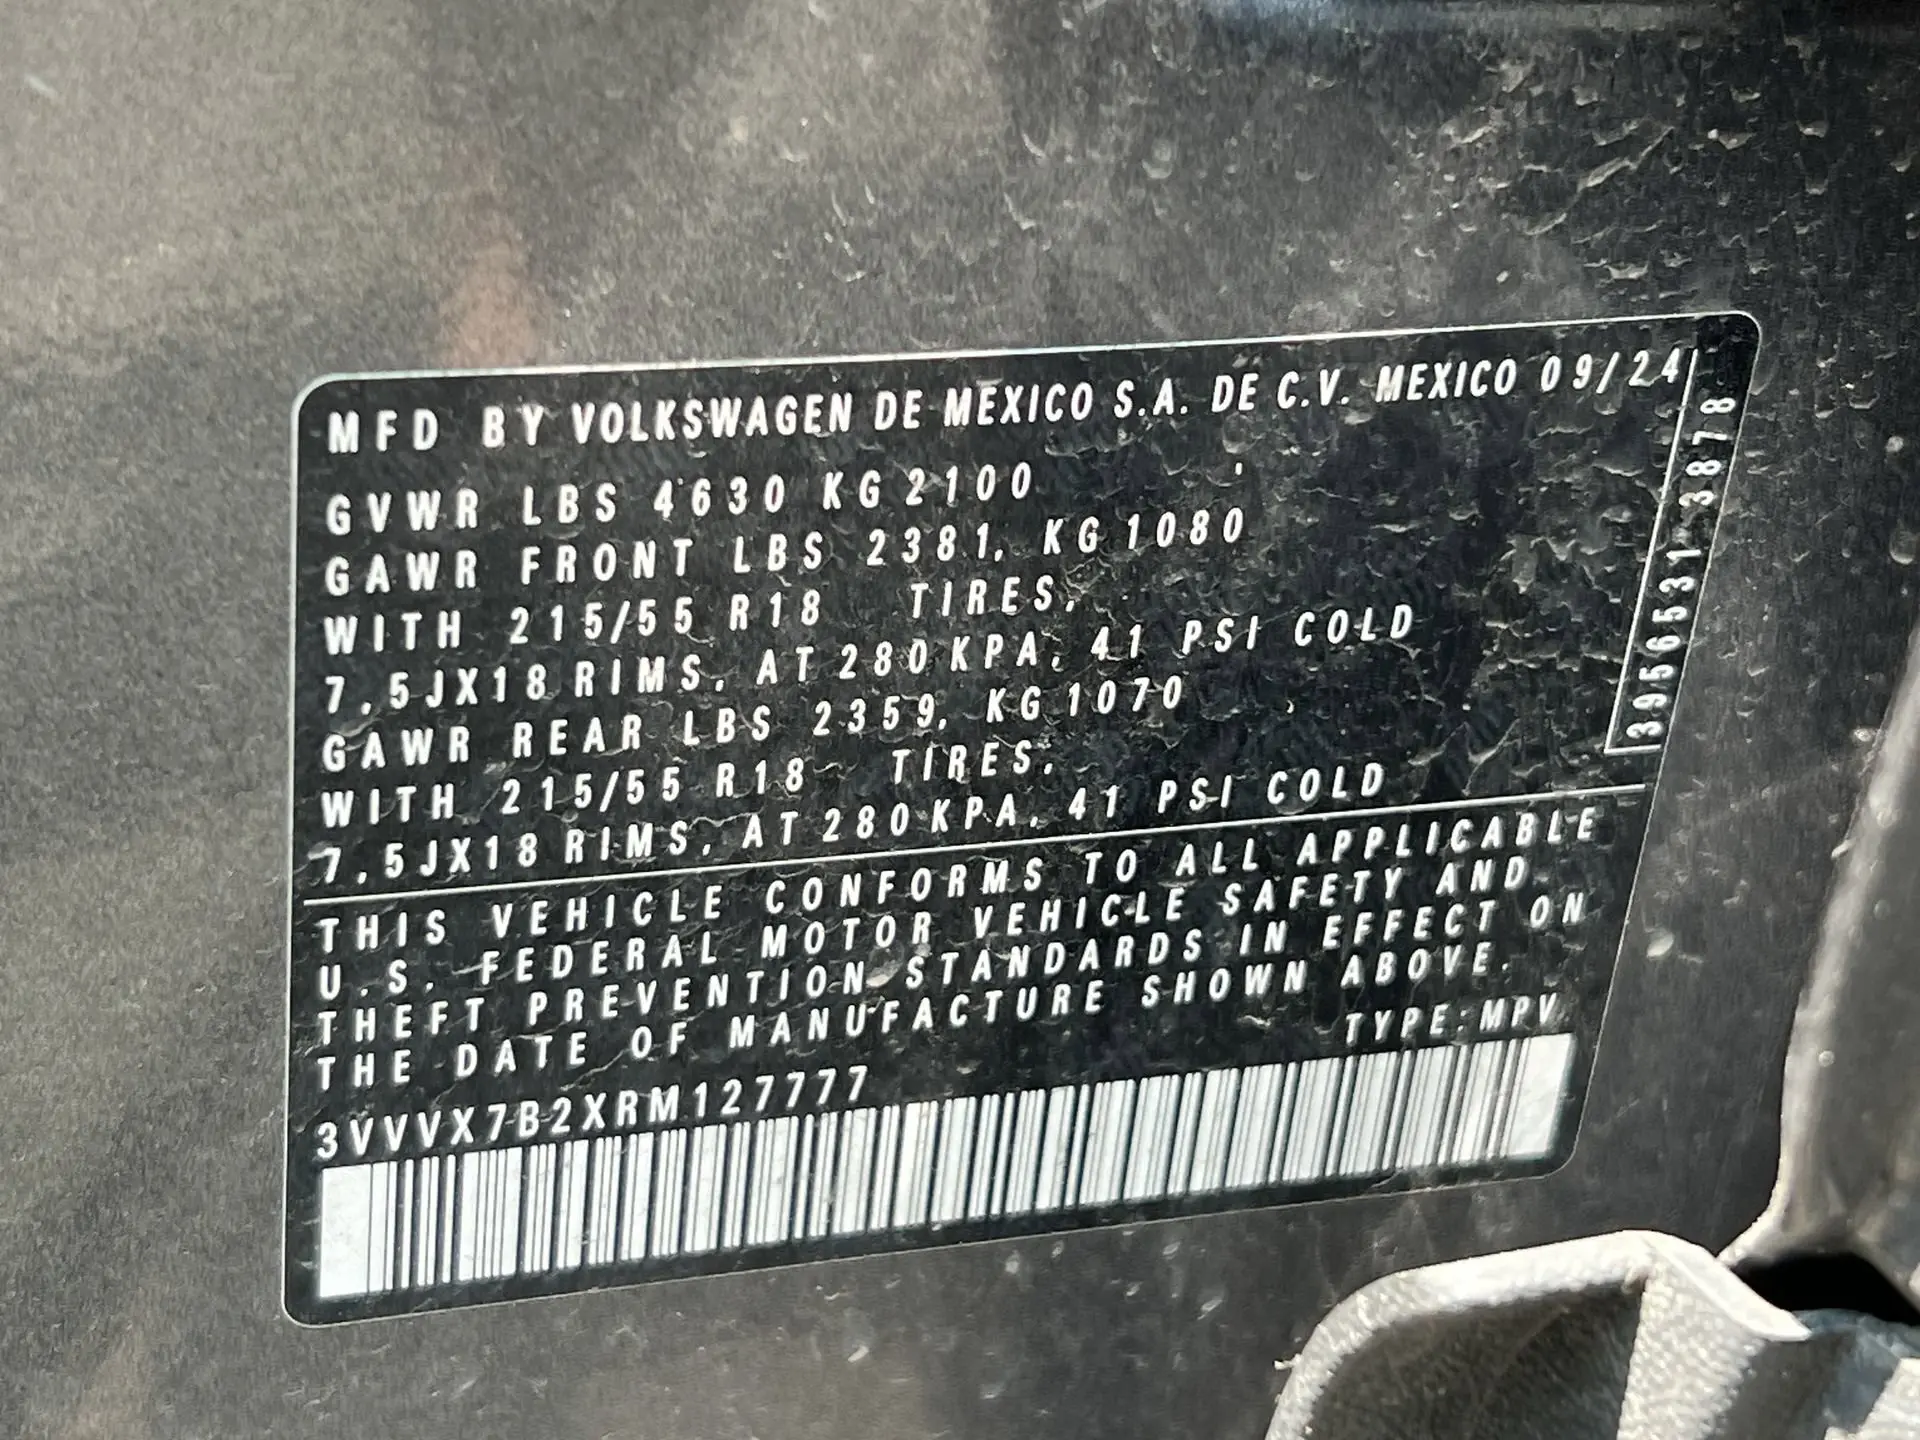 MFD BY VOLKSWAGEN DE MEXICO S.A. DE C.V. MEXICO 09/24
GVWR LBS 4630 KG 2100
GAWR FRONT LBS 2381, KG 1080
WITH 215/55 R18 TIRES,
7,5JX18 RIMS, AT 280 KPA, 41 PSI COLD
GAWR REAR LBS 2359, KG 1070
WITH 215/55 R18 TIRES,
7,5JX18 RIMS, AT 280 KPA, 41 PSI COLD
3956531 3878
THIS VEHICLE CONFORMS TO ALL APPLICABLE
U.S. FEDERAL MOTOR VEHICLE SAFETY AND
THEFT PREVENTION STANDARDS IN EFFECT ON
THE DATE OF MANUFACTURE SHOWN ABOVE.
TYPE: MPV
3VVVX7B2XRM127777